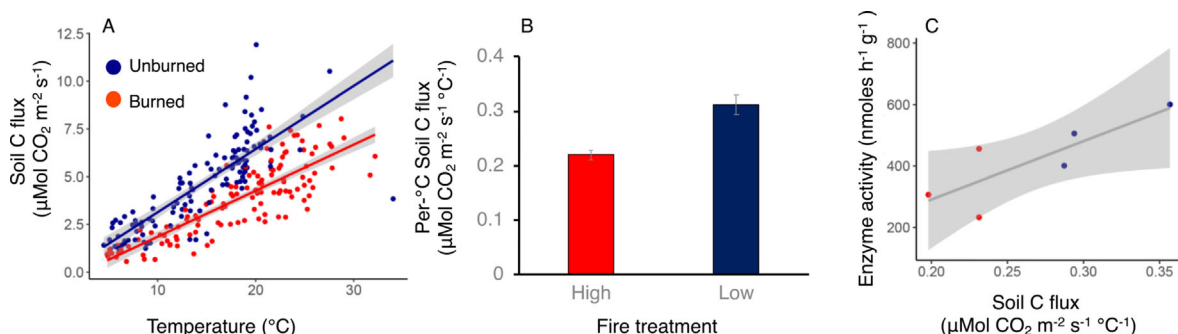 A
Soil C flux
(µMol CO2 m-2 s-1)
12.5
10.0
7.5
5.0
2.5
0.0
Unburned
Burned
10
20
30
Temperature (°C)
B
Per-°C Soil C flux
(µMol CO2 m-2 s-1 °C-1)
0.4
0.3
0.2
0.1
0
High
Low
Fire treatment
C
Enzyme activity (nmoles h-1 g-1)
800
600
400
200
0.20
0.25
0.30
0.35
Soil C flux
(µMol CO2 m-2 s-1 °C-1)